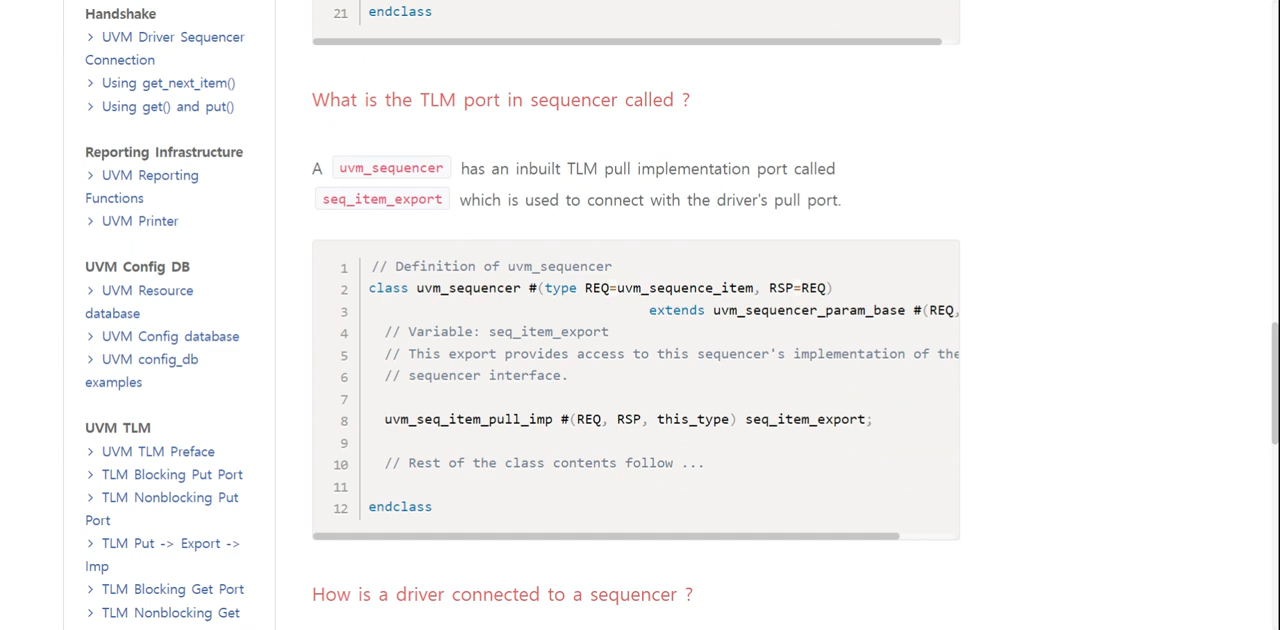 Handshake
> UVM Driver Sequencer
Connection
> Using get_next_item()
> Using get() and put()
Reporting Infrastructure
> UVM Reporting
Functions
> UVM Printer
UVM Config DB
> UVM Resource
database
> UVM Config database
> UVM config_db
examples
UVM TLM
> UVM TLM Preface
> TLM Blocking Put Port
> TLM Nonblocking Put
Port
> TLM Put -> Export ->
Imp
> TLM Blocking Get Port
> TLM Nonblocking Get
21 endclass
What is the TLM port in sequencer called ?
A uvm_sequencer has an inbuilt TLM pull implementation port called
seq_item_export which is used to connect with the driver's pull port.
1 // Definition of uvm_sequencer
2 class uvm_sequencer #(type REQ=uvm_sequence_item, RSP=REQ)
3 extends uvm_sequencer_param_base #(REQ,
4 // Variable: seq_item_export
5 // This export provides access to this sequencer's implementation of the
6 // sequencer interface.
7
8 uvm_seq_item_pull_imp #(REQ, RSP, this_type) seq_item_export;
9
10 // Rest of the class contents follow ...
11
12 endclass
How is a driver connected to a sequencer ?